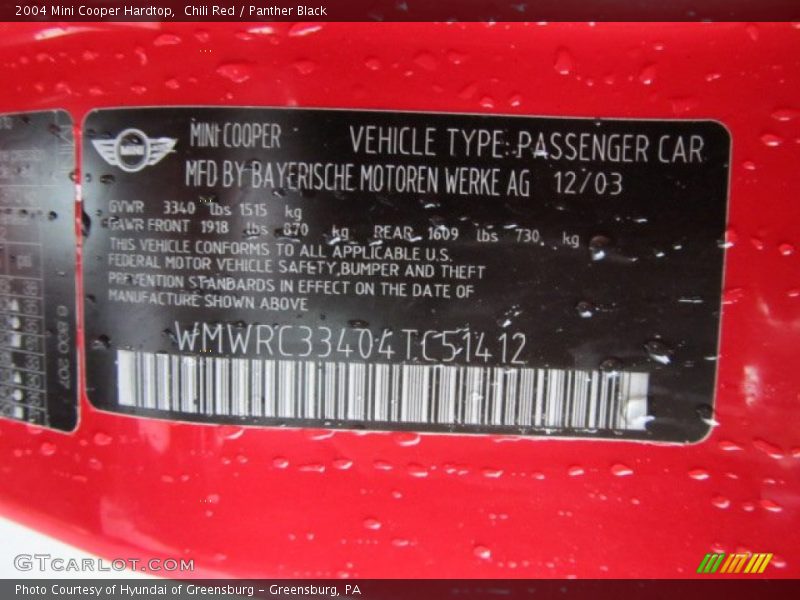 2004 Mini Cooper Hardtop,  Chili Red / Panther Black
MINI COOPER
VEHICLE TYPE: PASSENGER CAR
MFD BY BAYERISCHE MOTOREN WERKE AG 12/03
GVWR 3340 lbs 1515 kg
GAWR FRONT 1918 lbs 870 kg REAR 1609 lbs 730 kg
THIS VEHICLE CONFORMS TO ALL APPLICABLE U.S.
FEDERAL MOTOR VEHICLE SAFETY,BUMPER AND THEFT
PREVENTION STANDARDS IN EFFECT ON THE DATE OF
MANUFACTURE SHOWN ABOVE
WMWRC33404TC51412
GTCARLOT.COM
Photo Courtesy of Hyundai of Greensburg - Greensburg, PA